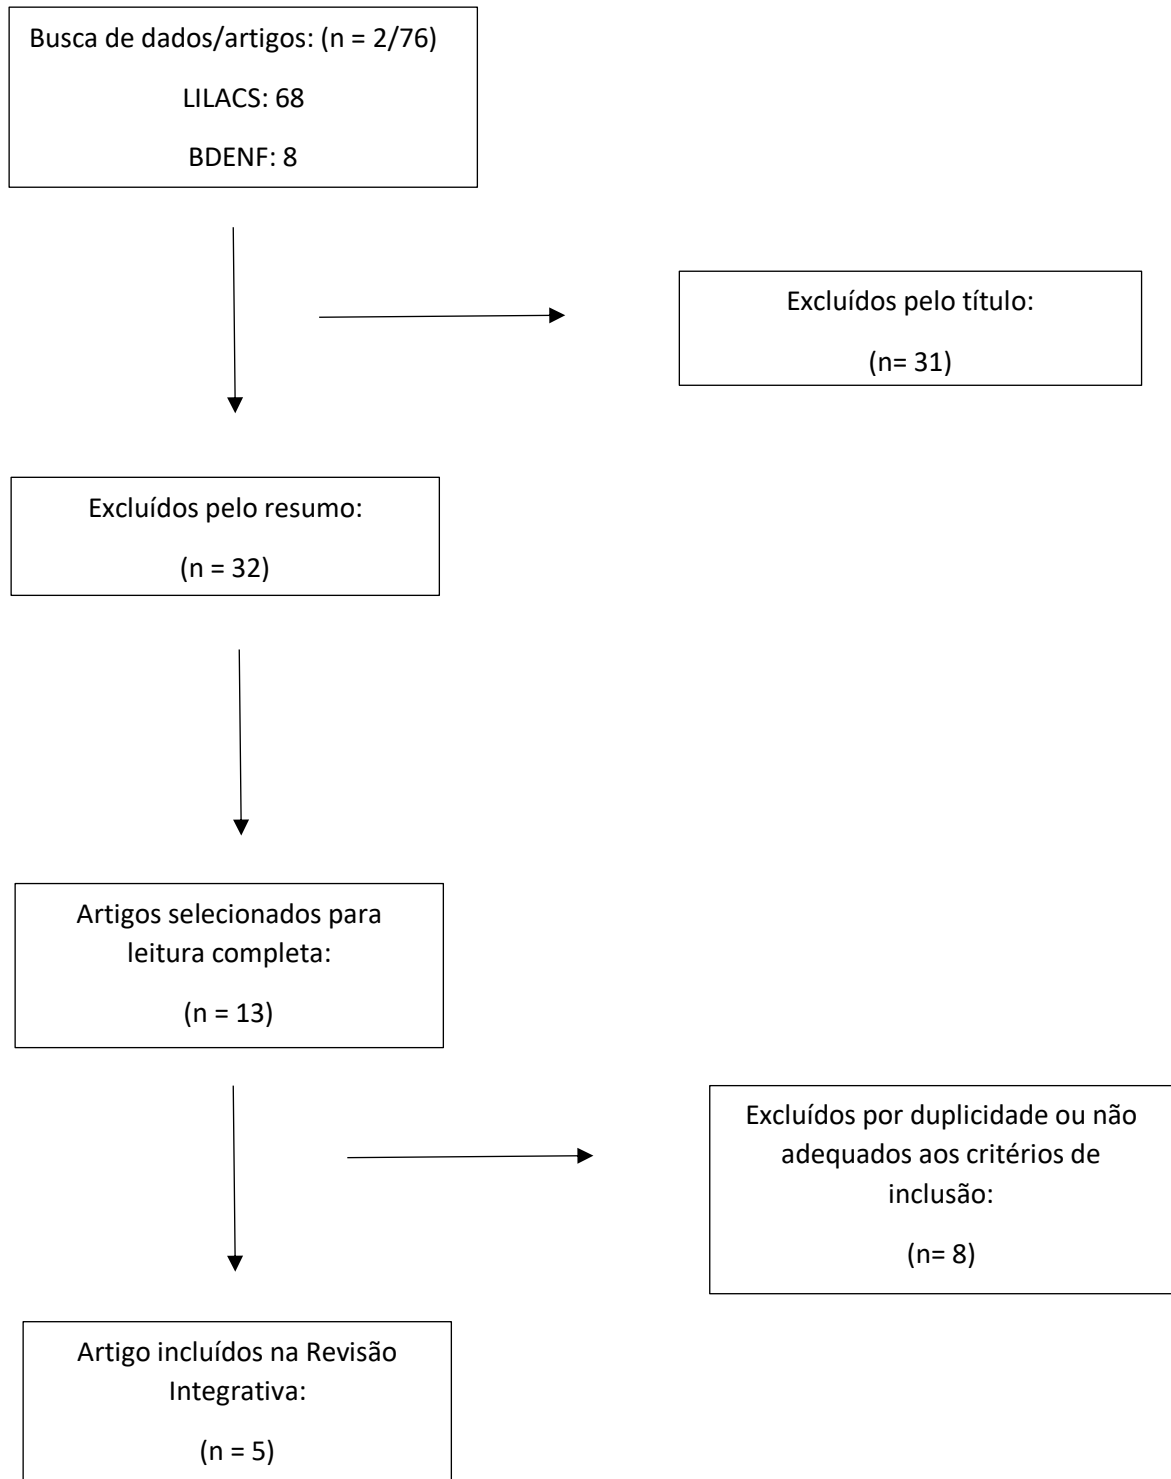 Busca de dados/artigos: (n = 2/76)
LILACS: 68
BDENF: 8
Excluídos pelo título:
(n= 31)
Excluídos pelo resumo:
(n = 32)
Artigos selecionados para
leitura completa:
(n = 13)
Excluídos por duplicidade ou não
adequados aos critérios de
inclusão:
(n= 8)
Artigo incluídos na Revisão
Integrativa:
(n = 5)